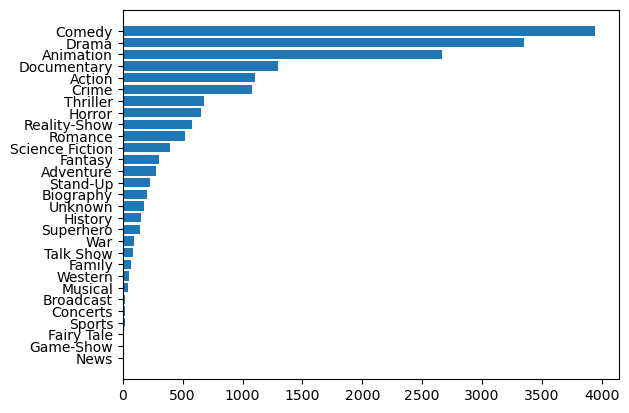 Comedy
Drama
Animation
Documentary
Action
Crime
Thriller
Horror
Reality-Show
Romance
Science Fiction
Fantasy
Adventure
Stand-Up
Biography
Unknown
History
Superhero
War
Talk Show
Family
Western
Musical
Broadcast
Concerts
Sports
Fairy Tale
Game-Show
News
0 500 1000 1500 2000 2500 3000 3500 4000